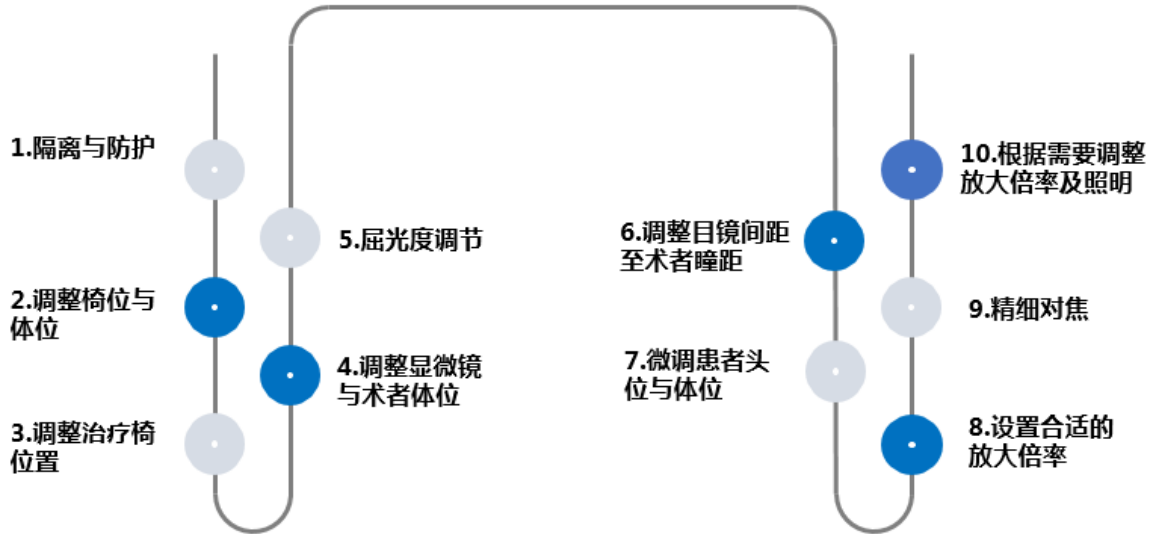 1.隔离与防护
2.调整椅位与
体位
3.调整治疗椅
位置
4.调整显微镜
与术者体位
5.屈光度调节
6.调整目镜间距
至术者瞳距
7.微调患者头
位与体位
8.设置合适的
放大倍率
9.精细对焦
10.根据需要调整
放大倍率及照明